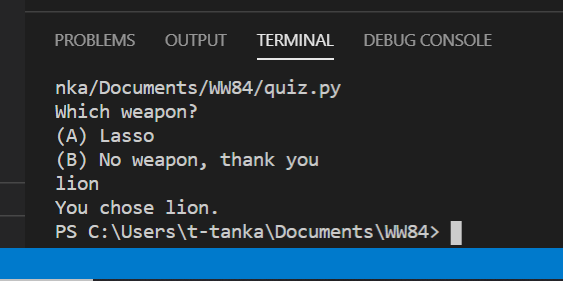 PROBLEMS OUTPUT TERMINAL DEBUG CONSOLE
nka/Documents/WW84/quiz.py
Which weapon?
(A) Lasso
(B) No weapon, thank you
lion
You chose lion.
PS C:\Users\t-tanka\Documents\WW84>